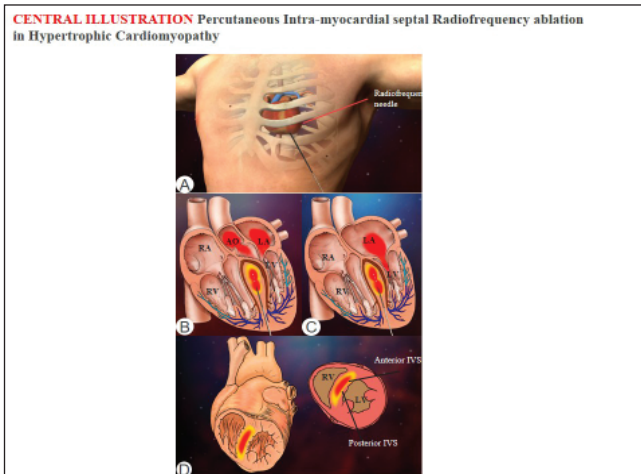 CENTRAL ILLUSTRATION Percutaneous Intra-myocardial septal Radiofrequency ablation
in Hypertrophic Cardiomyopathy
needle
A
AO
LA
RA
LV
RV
B
LA
RA
LV
RV
C
RV
LV
Anterior IVS
Posterior IVS
D